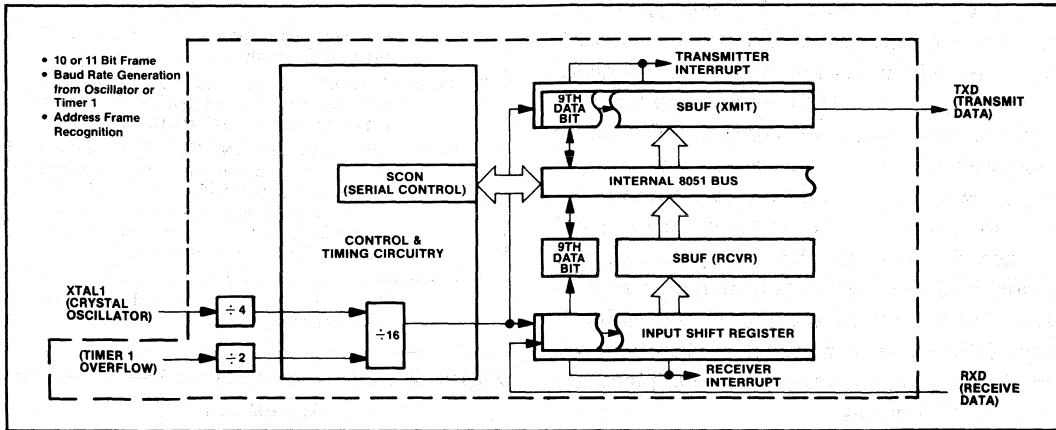 • 10 or 11 Bit Frame
• Baud Rate Generation
from Oscillator or
Timer 1
• Address Frame
Recognition
TRANSMITTER
INTERRUPT
9TH
DATA
BIT
SBUF (XMIT)
TXD
(TRANSMIT
DATA)
SCON
(SERIAL CONTROL)
INTERNAL 8051 BUS
CONTROL &
TIMING CIRCUITRY
9TH
DATA
BIT
SBUF (RCVR)
XTAL1
(CRYSTAL
OSCILLATOR)
÷4
÷16
INPUT SHIFT REGISTER
(TIMER 1
OVERFLOW)
÷2
RECEIVER
INTERRUPT
RXD
(RECEIVE
DATA)